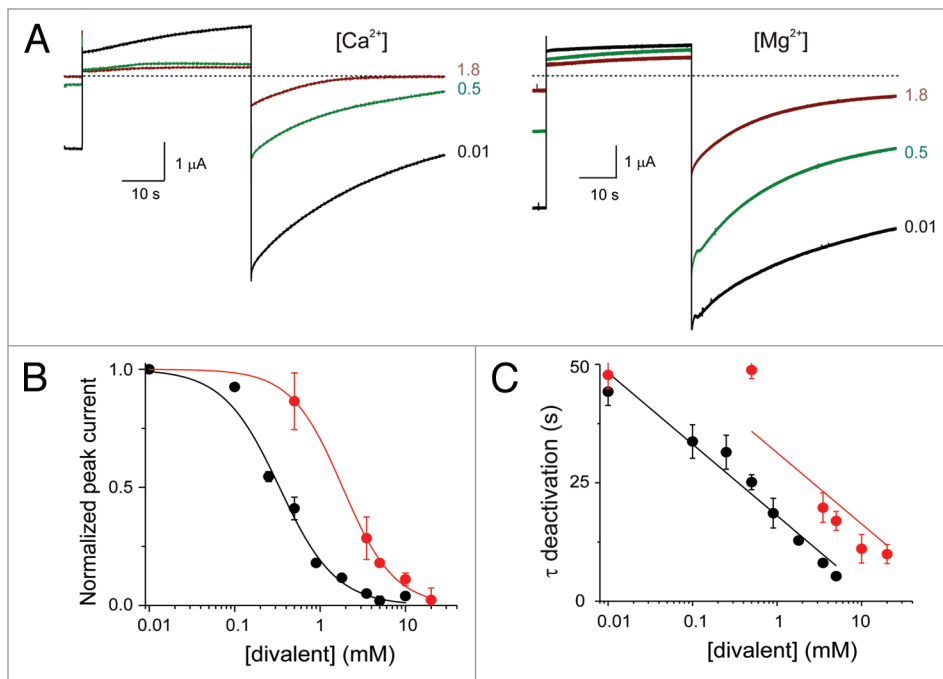 A
[Ca²⁺]
1.8
0.5
0.01
1 μA
10 s
[Mg²⁺]
1.8
0.5
0.01
1 μA
10 s
B
Normalized peak current
1.0
0.5
0.0
0.01
0.1
1
10
[divalent] (mM)
C
τ deactivation (s)
50
25
0
0.01
0.1
1
10
[divalent] (mM)